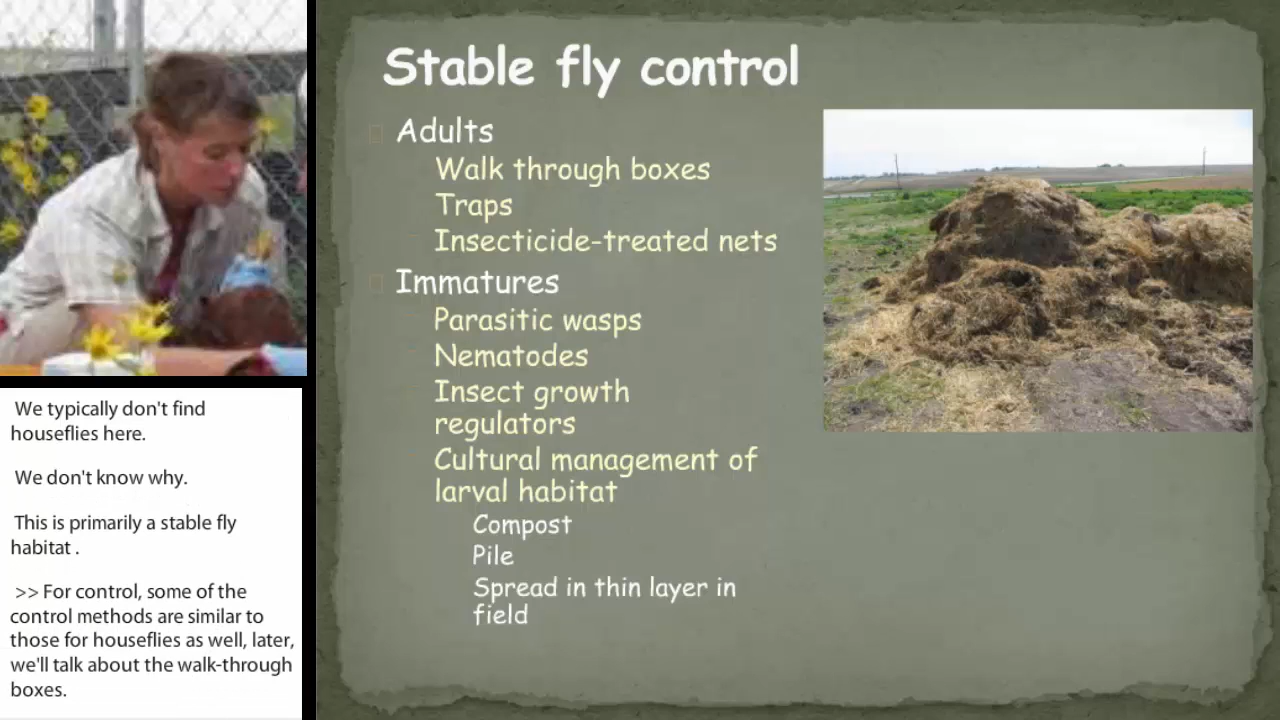 Stable fly control
Adults
Walk through boxes
Traps
Insecticide-treated nets
Immatures
Parasitic wasps
Nematodes
Insect growth
regulators
Cultural management of
larval habitat
Compost
Pile
Spread in thin layer in
field
We typically don't find
houseflies here.
We don't know why.
This is primarily a stable fly
habitat .
>> For control, some of the
control methods are similar to
those for houseflies as well, later,
we'll talk about the walk-through
boxes.